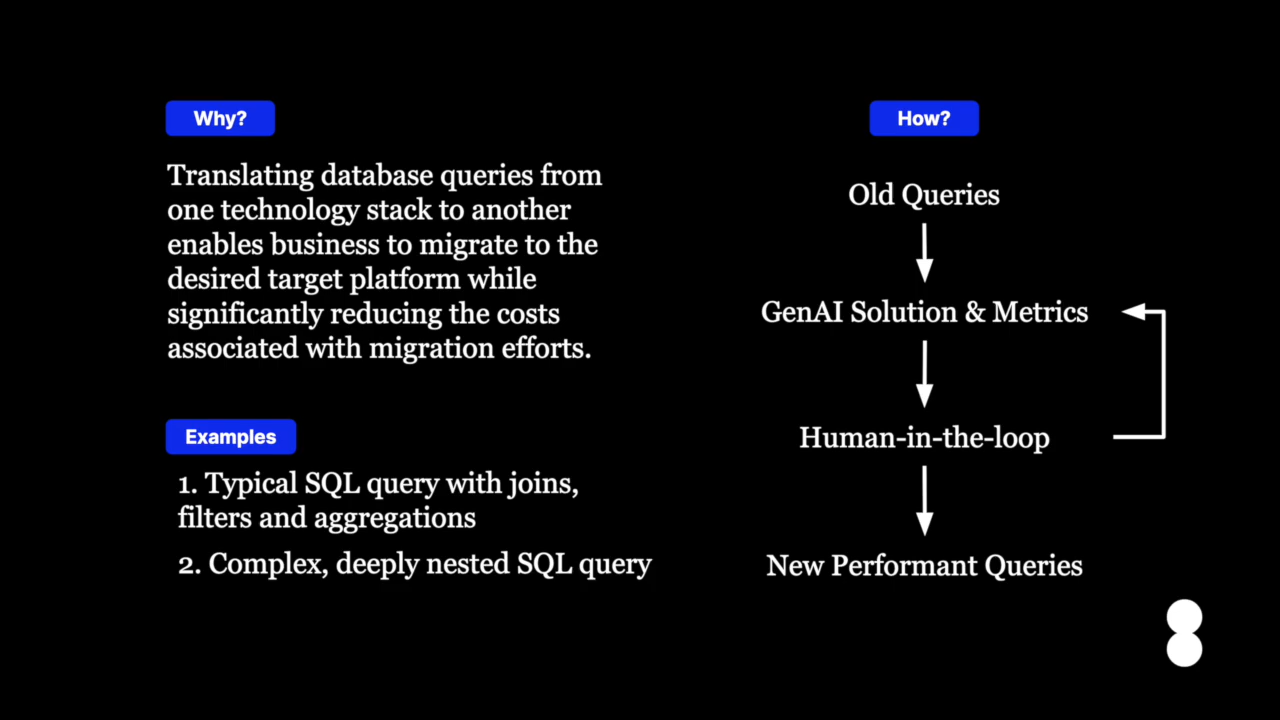 Why?
Translating database queries from
one technology stack to another
enables business to migrate to the
desired target platform while
significantly reducing the costs
associated with migration efforts.
Examples
1. Typical SQL query with joins,
filters and aggregations
2. Complex, deeply nested SQL query
How?
Old Queries
GenAI Solution & Metrics
Human-in-the-loop
New Performant Queries